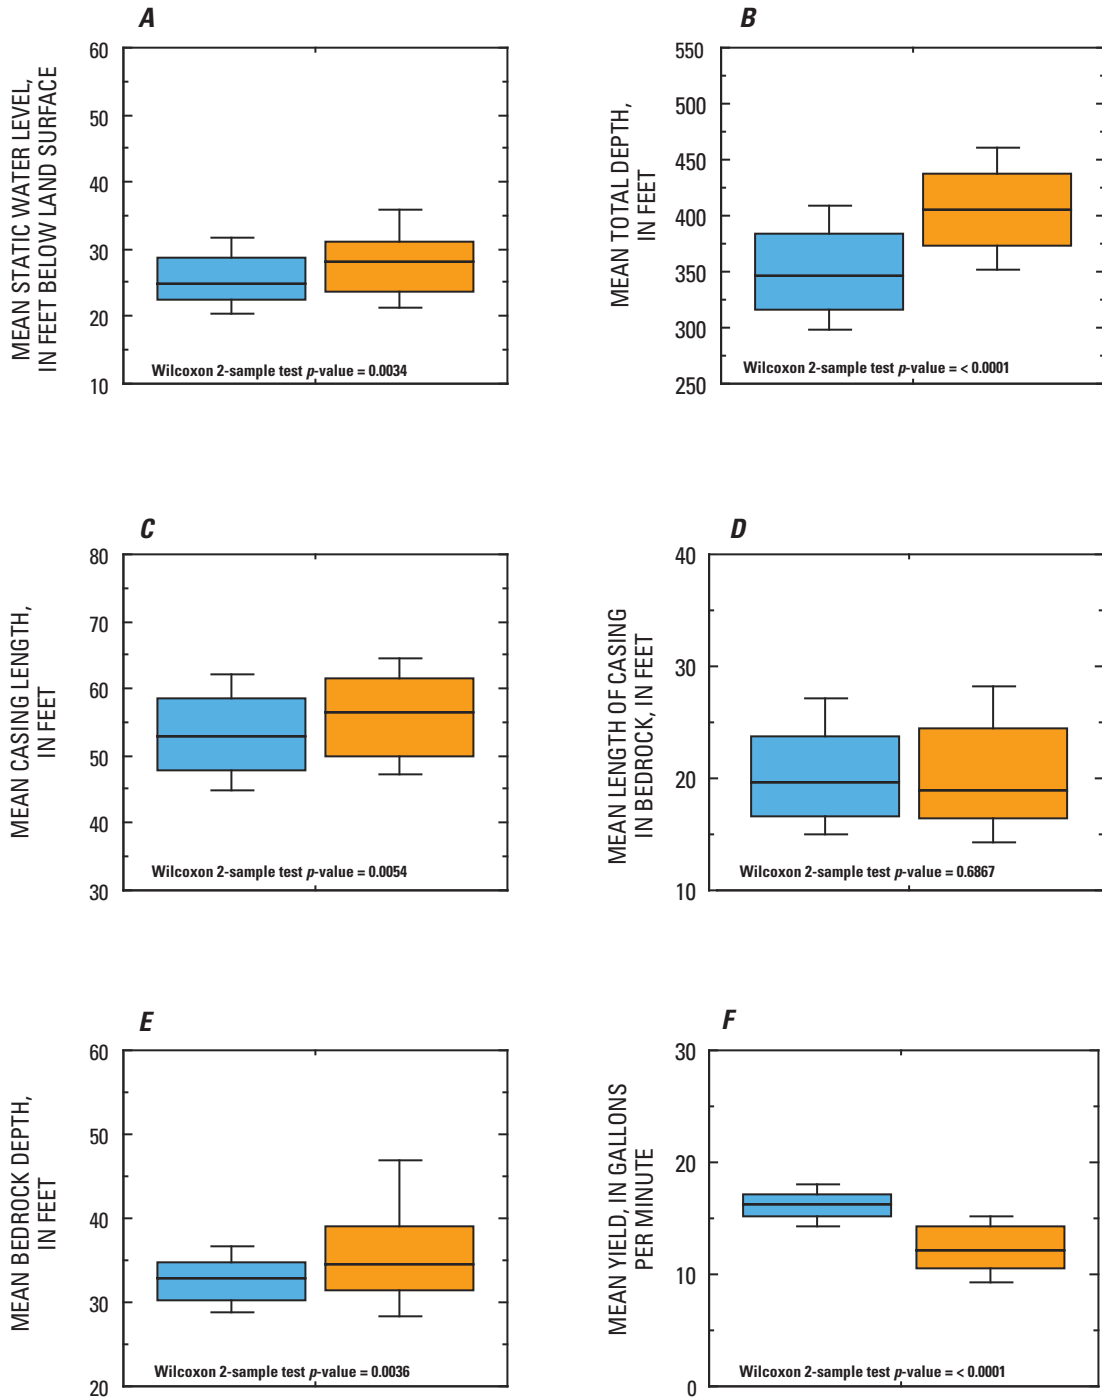 A
MEAN STATIC WATER LEVEL,
IN FEET BELOW LAND SURFACE
60
50
40
30
20
10
Wilcoxon 2-sample test p-value = 0.0034
B
MEAN TOTAL DEPTH,
IN FEET
550
500
450
400
350
300
250
Wilcoxon 2-sample test p-value = < 0.0001
C
MEAN CASING LENGTH,
IN FEET
80
70
60
50
40
30
Wilcoxon 2-sample test p-value = 0.0054
D
MEAN LENGTH OF CASING
IN BEDROCK, IN FEET
40
30
20
10
Wilcoxon 2-sample test p-value = 0.6867
E
MEAN BEDROCK DEPTH,
IN FEET
60
50
40
30
20
Wilcoxon 2-sample test p-value = 0.0036
F
MEAN YIELD, IN GALLONS
PER MINUTE
30
20
10
0
Wilcoxon 2-sample test p-value = < 0.0001